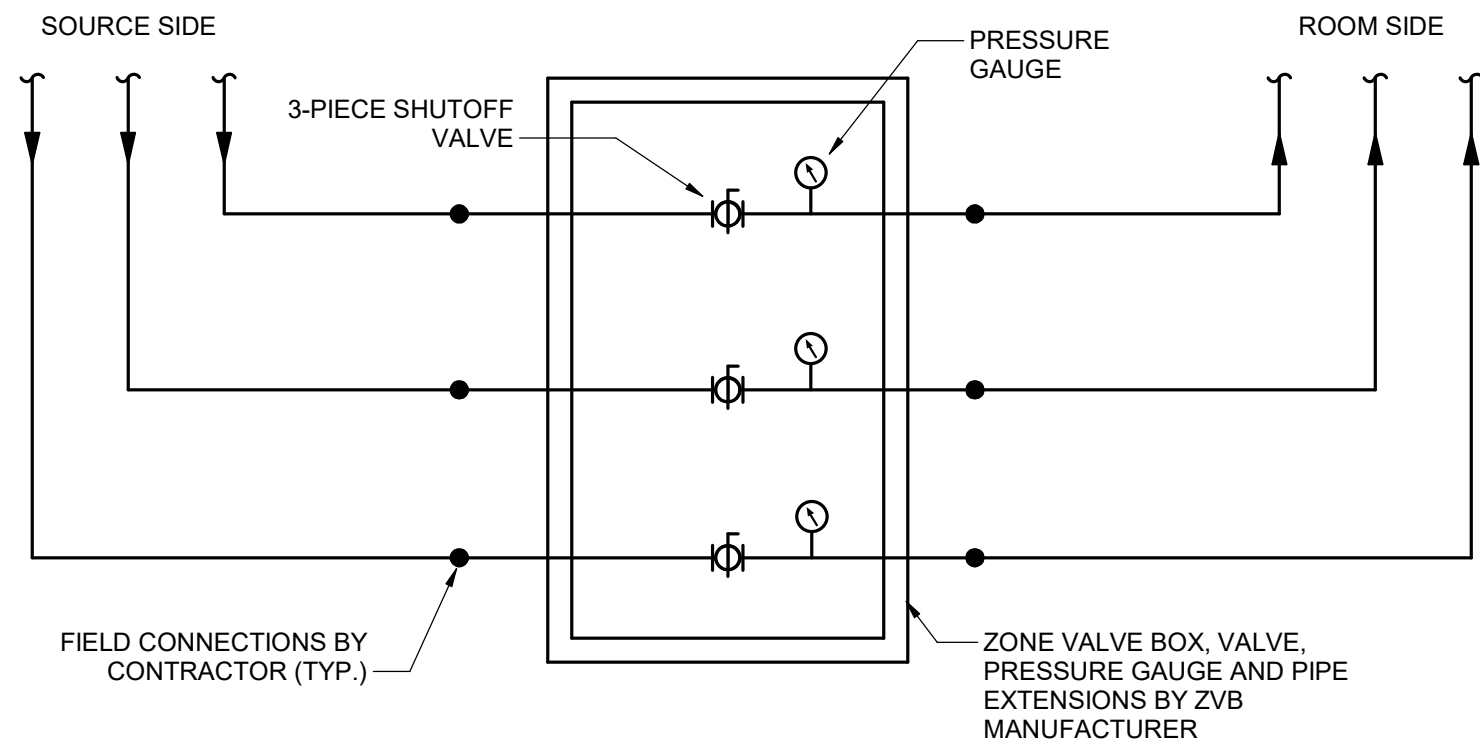 SOURCE SIDE
ROOM SIDE
PRESSURE
GAUGE
3-PIECE SHUTOFF
VALVE
FIELD CONNECTIONS BY
CONTRACTOR (TYP.)
ZONE VALVE BOX, VALVE,
PRESSURE GAUGE AND PIPE
EXTENSIONS BY ZVB
MANUFACTURER